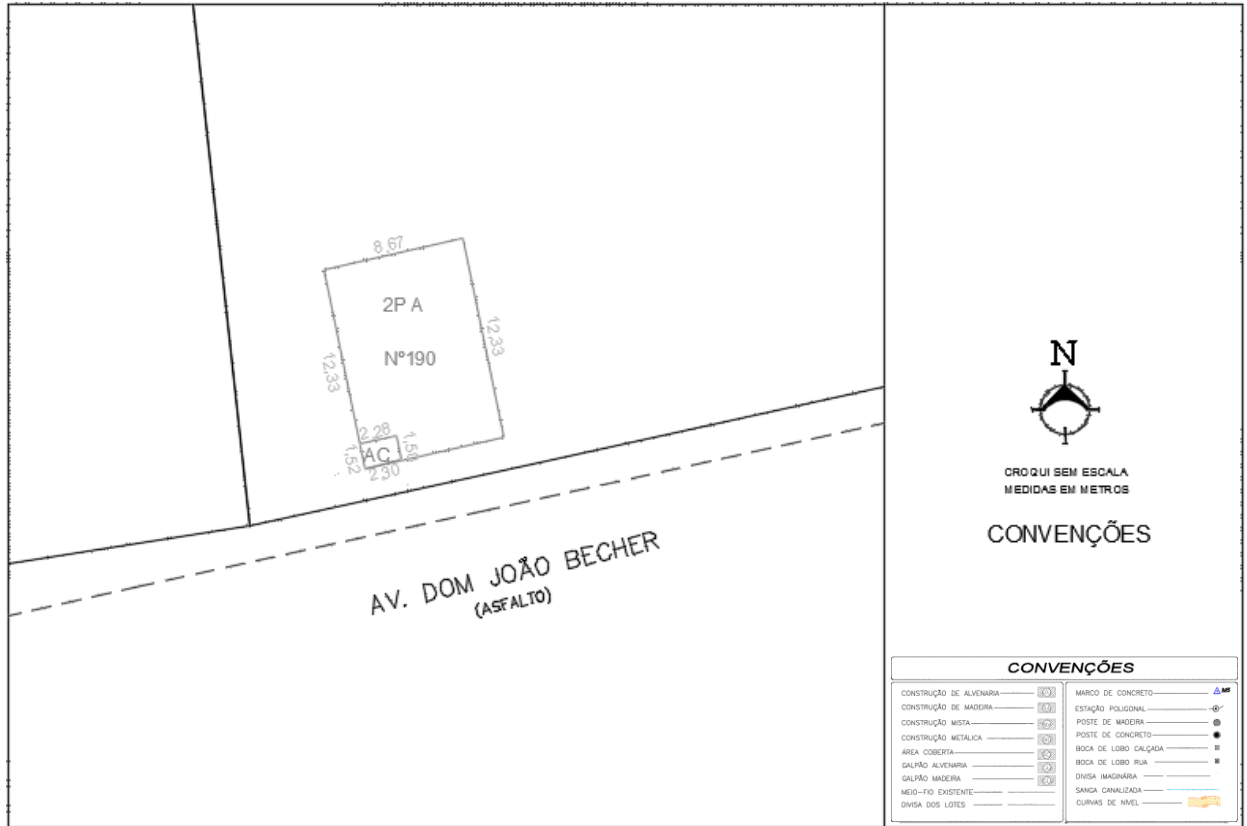 8,67
2P A
12,33
Nº190
12,33
2,28
1,52
AC
2,30
AV. DOM JOÃO BECHER
(ASFALTO)
N
CROQUI SEM ESCALA
MEDIDAS EM METROS
CONVENÇÕES
CONVENÇÕES
CONSTRUÇÃO DE ALVENARIA
CONSTRUÇÃO DE MADEIRA
CONSTRUÇÃO MISTA
CONSTRUÇÃO METÁLICA
ÁREA COBERTA
GALPÃO ALVENARIA
GALPÃO MADEIRA
MEIO-FIO EXISTENTE
DIVISA DOS LOTES
MARCO DE CONCRETO
ESTAÇÃO POLIGONAL
POSTE DE MADEIRA
POSTE DE CONCRETO
BOCA DE LOBO CALÇADA
BOCA DE LOBO RUA
DIVISA IMAGINÁRIA
SANGA CANALIZADA
CURVAS DE NÍVEL